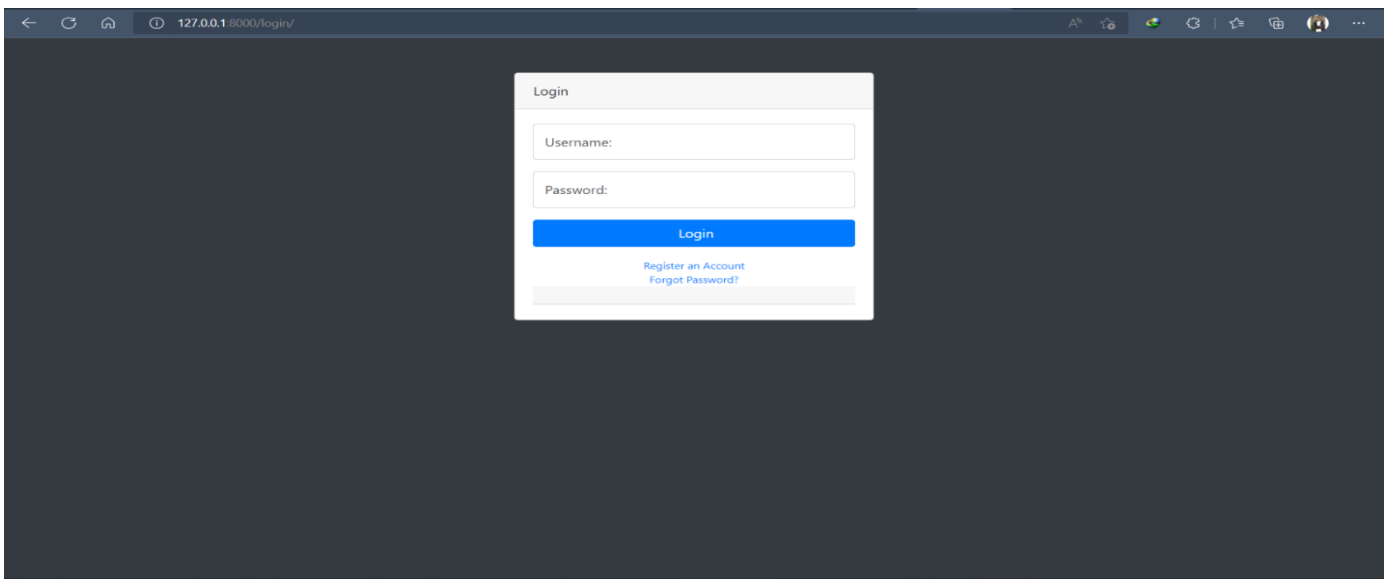 127.0.0.1:8000/login/
Login
Username:
Password:
Login
Register an Account
Forgot Password?